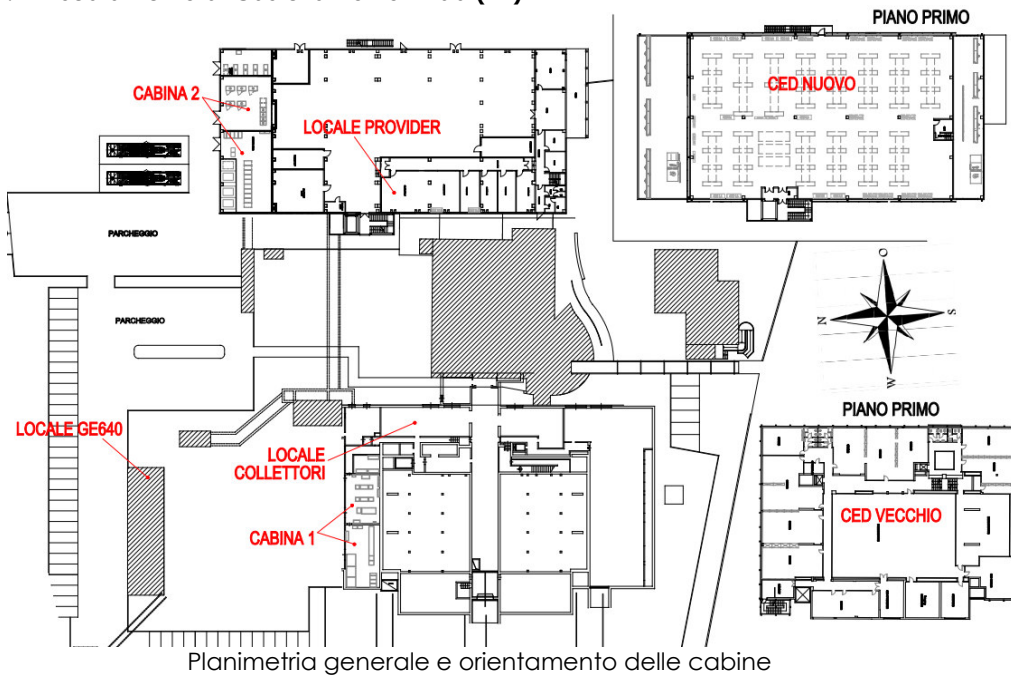 PIANO PRIMO
CABINA 2
LOCALE PROVIDER
CED NUOVO
PARCHEGGIO
PARCHEGGIO
O
N
S
W
PIANO PRIMO
LOCALE GE640
LOCALE
COLLETTORI
CABINA 1
CED VECCHIO
Planimetria generale e orientamento delle cabine